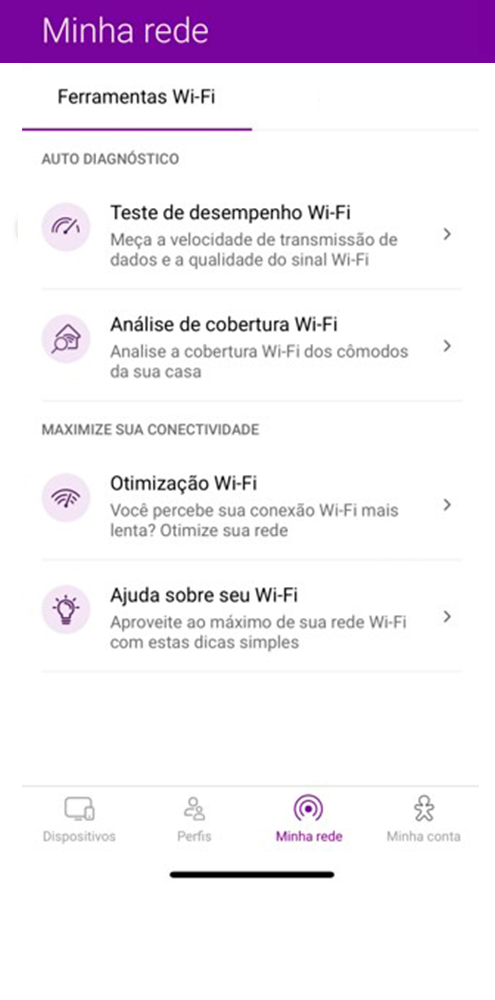 Minha rede
Ferramentas Wi-Fi
AUTO DIAGNÓSTICO
Teste de desempenho Wi-Fi
Meça a velocidade de transmissão de
dados e a qualidade do sinal Wi-Fi
Análise de cobertura Wi-Fi
Analise a cobertura Wi-Fi dos cômodos
da sua casa
MAXIMIZE SUA CONECTIVIDADE
Otimização Wi-Fi
Você percebe sua conexão Wi-Fi mais
lenta? Otimize sua rede
Ajuda sobre seu Wi-Fi
Aproveite ao máximo de sua rede Wi-Fi
com estas dicas simples
Dispositivos
Perfis
Minha rede
Minha conta